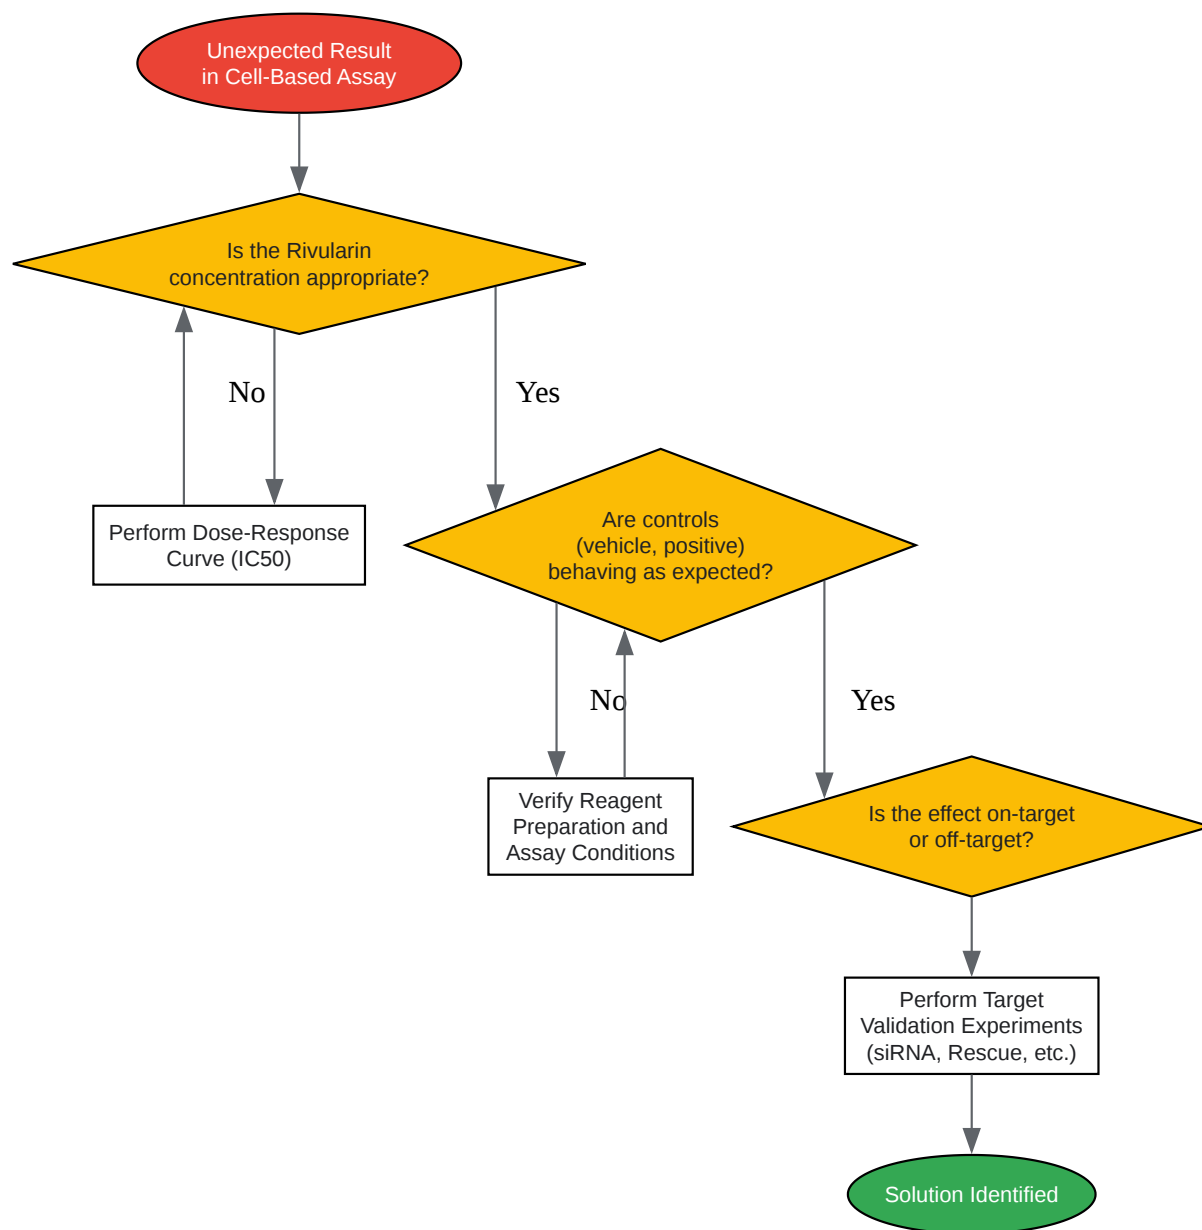 Unexpected Result
in Cell-Based Assay
Is the Rivularin
concentration appropriate?
No
Yes
Perform Dose-Response
Curve (IC50)
Are controls
(vehicle, positive)
behaving as expected?
No
Yes
Verify Reagent
Preparation and
Assay Conditions
Is the effect on-target
or off-target?
Perform Target
Validation Experiments
(siRNA, Rescue, etc.)
Solution Identified